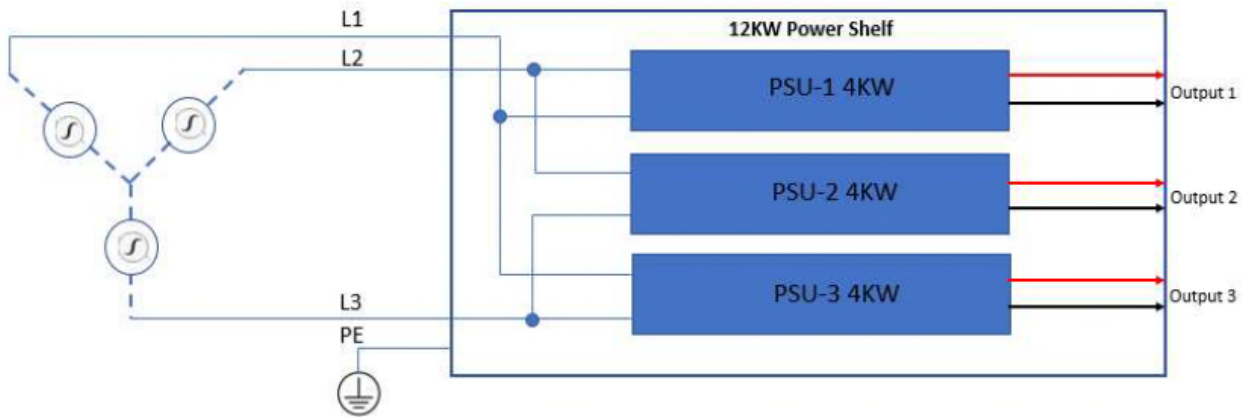 L1
12KW Power Shelf
L2
PSU-1 4KW
Output 1
PSU-2 4KW
Output 2
PSU-3 4KW
Output 3
L3
PE